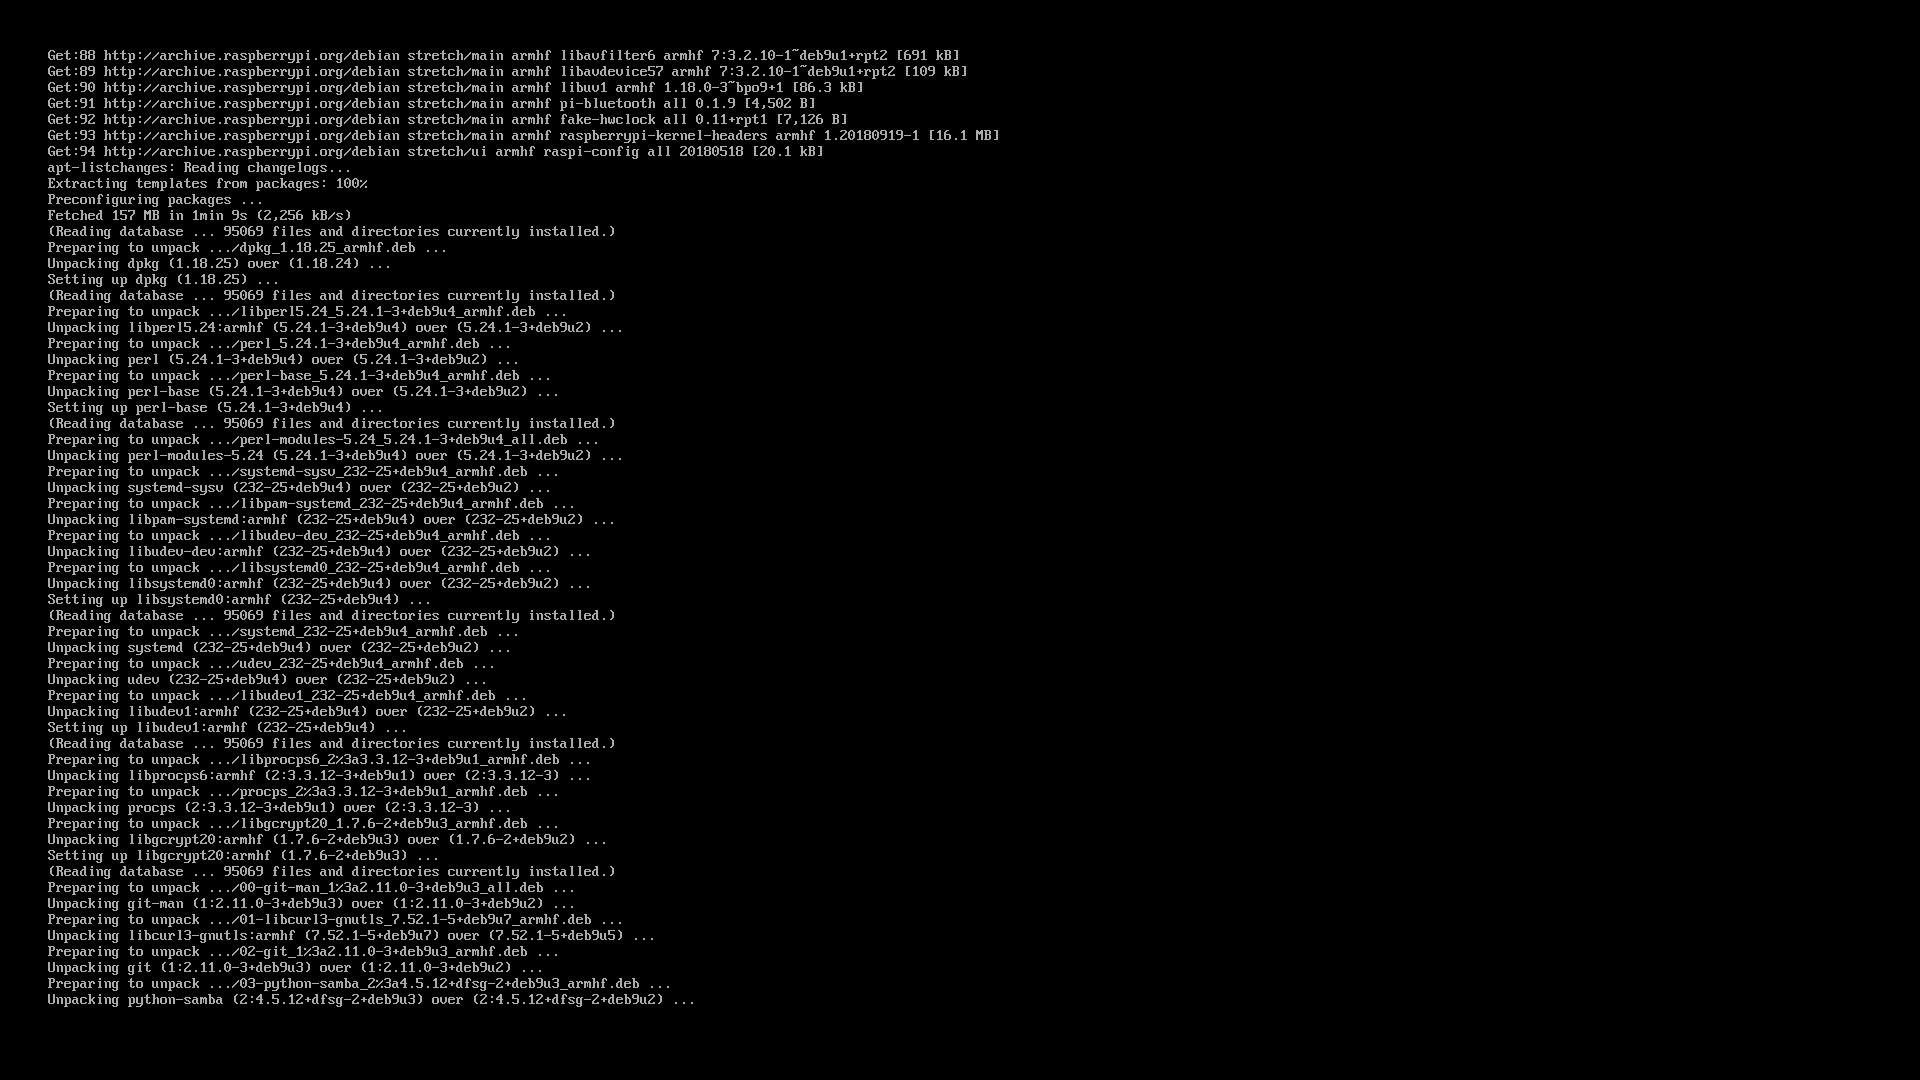 Get:88 http://archive.raspberrypi.org/debian stretch/main armhf libavfilter6 armhf 7:3.2.10-1~deb9u1+rpt2 [691 kB]
Get:89 http://archive.raspberrypi.org/debian stretch/main armhf libavdevice57 armhf 7:3.2.10-1~deb9u1+rpt2 [109 kB]
Get:90 http://archive.raspberrypi.org/debian stretch/main armhf libuv1 armhf 1.18.0-3~bpo9+1 [86.3 kB]
Get:91 http://archive.raspberrypi.org/debian stretch/main armhf pi-bluetooth all 0.1.9 [4,502 B]
Get:92 http://archive.raspberrypi.org/debian stretch/main armhf fake-hwclock all 0.11+rpt1 [7,126 B]
Get:93 http://archive.raspberrypi.org/debian stretch/main armhf raspberrypi-kernel-headers armhf 1.20180919-1 [16.1 MB]
Get:94 http://archive.raspberrypi.org/debian stretch/ui armhf raspi-config all 20180518 [20.1 kB]
apt-listchanges: Reading changelogs...
Extracting templates from packages: 100%
Preconfiguring packages ...
Fetched 157 MB in 1min 9s (2,256 kB/s)
(Reading database ... 95069 files and directories currently installed.)
Preparing to unpack .../dpkg_1.18.25_armhf.deb ...
Unpacking dpkg (1.18.25) over (1.18.24) ...
Setting up dpkg (1.18.25) ...
(Reading database ... 95069 files and directories currently installed.)
Preparing to unpack .../libperl5.24_5.24.1-3+deb9u4_armhf.deb ...
Unpacking libperl5.24:armhf (5.24.1-3+deb9u4) over (5.24.1-3+deb9u2) ...
Preparing to unpack .../perl_5.24.1-3+deb9u4_armhf.deb ...
Unpacking perl (5.24.1-3+deb9u4) over (5.24.1-3+deb9u2) ...
Preparing to unpack .../perl-base_5.24.1-3+deb9u4_armhf.deb ...
Unpacking perl-base (5.24.1-3+deb9u4) over (5.24.1-3+deb9u2) ...
Setting up perl-base (5.24.1-3+deb9u4) ...
(Reading database ... 95069 files and directories currently installed.)
Preparing to unpack .../perl-modules-5.24_5.24.1-3+deb9u4_all.deb ...
Unpacking perl-modules-5.24 (5.24.1-3+deb9u4) over (5.24.1-3+deb9u2) ...
Preparing to unpack .../systemd-sysv_232-25+deb9u4_armhf.deb ...
Unpacking systemd-sysv (232-25+deb9u4) over (232-25+deb9u2) ...
Preparing to unpack .../libpam-systemd_232-25+deb9u4_armhf.deb ...
Unpacking libpam-systemd:armhf (232-25+deb9u4) over (232-25+deb9u2) ...
Preparing to unpack .../libudev-dev_232-25+deb9u4_armhf.deb ...
Unpacking libudev-dev:armhf (232-25+deb9u4) over (232-25+deb9u2) ...
Preparing to unpack .../libsystemd0_232-25+deb9u4_armhf.deb ...
Unpacking libsystemd0:armhf (232-25+deb9u4) over (232-25+deb9u2) ...
Setting up libsystemd0:armhf (232-25+deb9u4) ...
(Reading database ... 95069 files and directories currently installed.)
Preparing to unpack .../systemd_232-25+deb9u4_armhf.deb ...
Unpacking systemd (232-25+deb9u4) over (232-25+deb9u2) ...
Preparing to unpack .../udev_232-25+deb9u4_armhf.deb ...
Unpacking udev (232-25+deb9u4) over (232-25+deb9u2) ...
Preparing to unpack .../libudev1_232-25+deb9u4_armhf.deb ...
Unpacking libudev1:armhf (232-25+deb9u4) over (232-25+deb9u2) ...
Setting up libudev1:armhf (232-25+deb9u4) ...
(Reading database ... 95069 files and directories currently installed.)
Preparing to unpack .../libprocps6_2%3a3.3.12-3+deb9u1_armhf.deb ...
Unpacking libprocps6:armhf (2:3.3.12-3+deb9u1) over (2:3.3.12-3) ...
Preparing to unpack .../procps_2%3a3.3.12-3+deb9u1_armhf.deb ...
Unpacking procps (2:3.3.12-3+deb9u1) over (2:3.3.12-3) ...
Preparing to unpack .../libgcrypt20_1.7.6-2+deb9u3_armhf.deb ...
Unpacking libgcrypt20:armhf (1.7.6-2+deb9u3) over (1.7.6-2+deb9u2) ...
Setting up libgcrypt20:armhf (1.7.6-2+deb9u3) ...
(Reading database ... 95069 files and directories currently installed.)
Preparing to unpack .../00-git-man_1%3a2.11.0-3+deb9u3_all.deb ...
Unpacking git-man (1:2.11.0-3+deb9u3) over (1:2.11.0-3+deb9u2) ...
Preparing to unpack .../01-libcurl3-gnutls_7.52.1-5+deb9u7_armhf.deb ...
Unpacking libcurl3-gnutls:armhf (7.52.1-5+deb9u7) over (7.52.1-5+deb9u5) ...
Preparing to unpack .../02-git_1%3a2.11.0-3+deb9u3_armhf.deb ...
Unpacking git (1:2.11.0-3+deb9u3) over (1:2.11.0-3+deb9u2) ...
Preparing to unpack .../03-python-samba_2%3a4.5.12+dfsg-2+deb9u3_armhf.deb ...
Unpacking python-samba (2:4.5.12+dfsg-2+deb9u3) over (2:4.5.12+dfsg-2+deb9u2) ...